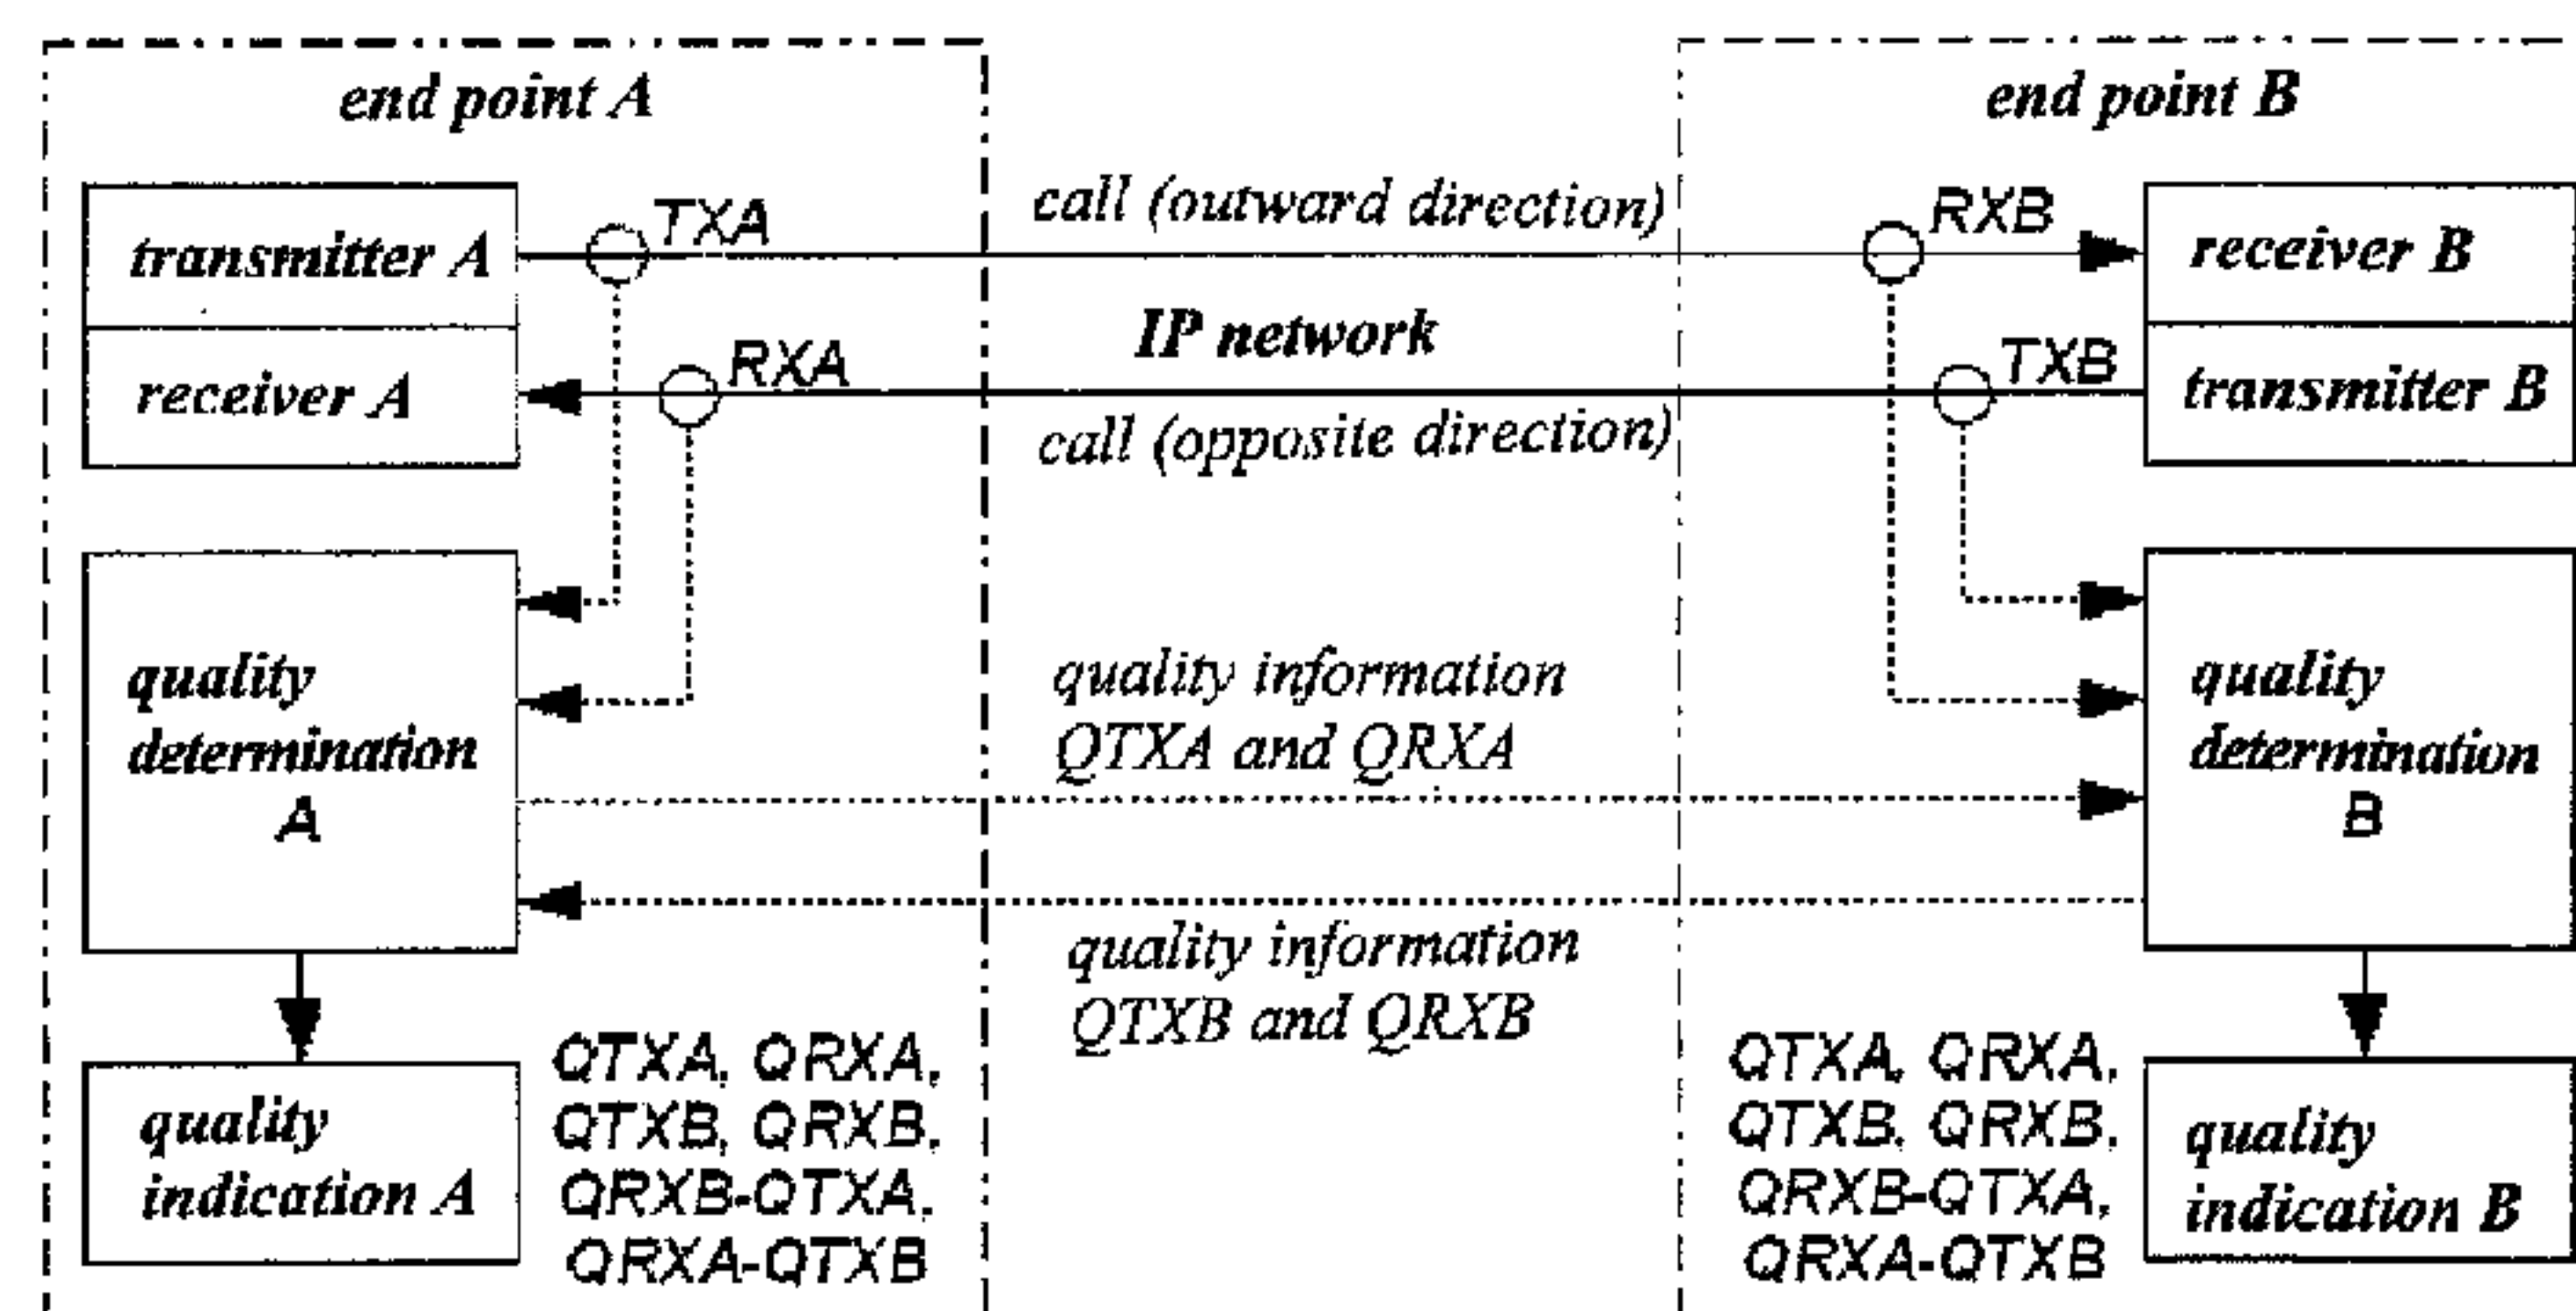 end point A
end point B
transmitter A
TXA
call (outward direction)
RXB
receiver B
IP network
receiver A
RXA
TXB
transmitter B
call (opposite direction)
quality
determination
A
quality information
QTXA and QRXA
quality
determination
B
quality information
QTXB and QRXB
quality
indication A
QTXA, QRXA,
QTXB, QRXB,
QRXB-QTXA,
QRXA-QTXB
QTXA, QRXA,
QTXB, QRXB,
QRXB-QTXA,
QRXA-QTXB
quality
indication B